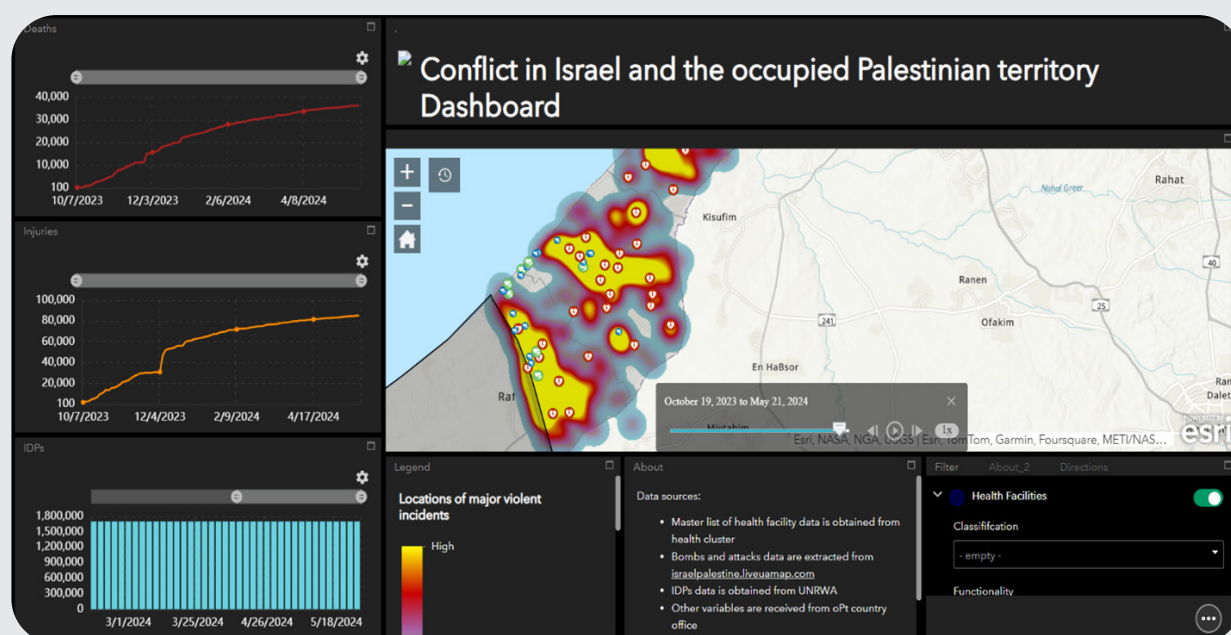 Deaths
40,000
30,000
20,000
10,000
100
10/7/2023 12/3/2023 2/6/2024 4/8/2024
Injuries
100,000
80,000
60,000
40,000
20,000
100
10/7/2023 12/4/2023 2/9/2024 4/17/2024
IDPs
1,800,000
1,500,000
1,200,000
900,000
600,000
300,000
0
3/1/2024 3/25/2024 4/26/2024 5/18/2024
Conflict in Israel and the occupied Palestinian territory
Dashboard
+
−
Kisufim
Nahal Gerer
Rahat
40
Ranen
25
Ofakim
241
En HaBsor
Raf
October 19, 2023 to May 21, 2024
1x
Ran
Dalet
Esri, NASA, NGA, USGS | Esri, TomTom, Garmin, Foursquare, METI/NAS...
esri
Legend
Locations of major violent
incidents
High
About
Data sources:
• Master list of health facility data is obtained from
health cluster
• Bombs and attacks data are extracted from
israelpalestine.liveuamap.com
• IDPs data is obtained from UNRWA
• Other variables are received from oPt country
office
Filter About_2 Directions
Health Facilities
Classiffcation
- empty -
Functionality